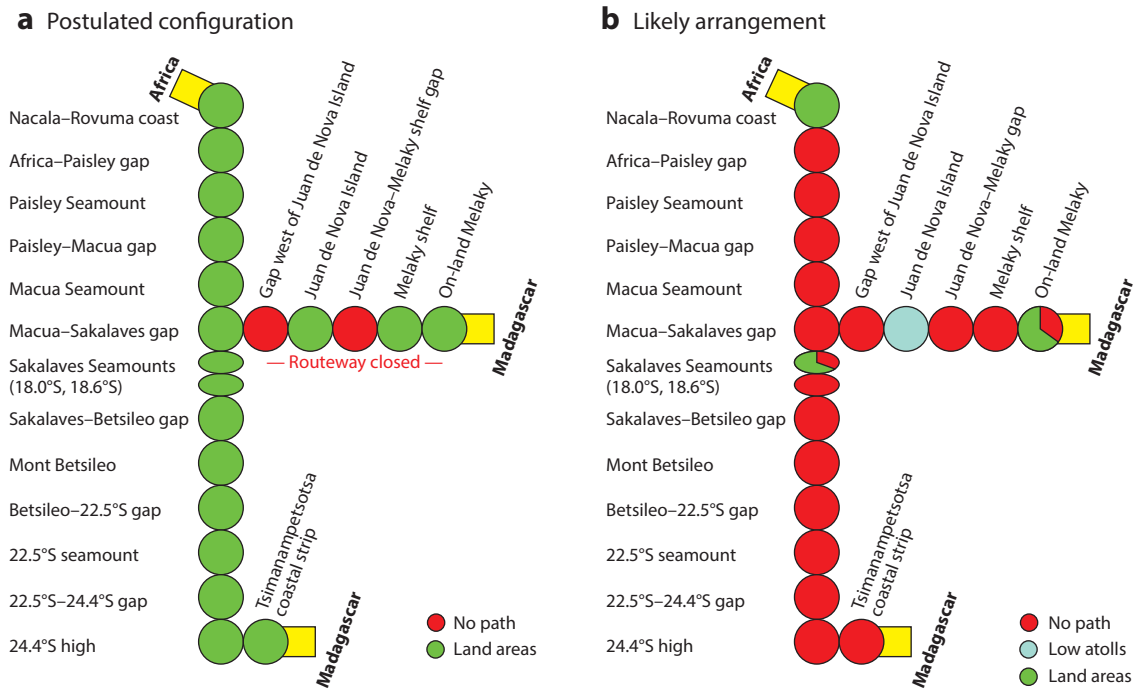 a Postulated configuration
Africa
Nacala–Rovuma coast
Africa–Paisley gap
Paisley Seamount
Paisley–Macua gap
Macua Seamount
Macua–Sakalaves gap
Sakalaves Seamounts
(18.0°S, 18.6°S)
Sakalaves–Betsileo gap
Mont Betsileo
Betsileo–22.5°S gap
22.5°S seamount
22.5°S–24.4°S gap
24.4°S high
Gap west of Juan de Nova Island
Juan de Nova Island
Juan de Nova–Melaky shelf gap
Melaky shelf
On-land Melaky
Madagascar
— Routeway closed —
Tsimanampetsotsa
coastal strip
Madagascar
No path
Land areas
b Likely arrangement
Africa
Nacala–Rovuma coast
Africa–Paisley gap
Paisley Seamount
Paisley–Macua gap
Macua Seamount
Macua–Sakalaves gap
Sakalaves Seamounts
(18.0°S, 18.6°S)
Sakalaves–Betsileo gap
Mont Betsileo
Betsileo–22.5°S gap
22.5°S seamount
22.5°S–24.4°S gap
24.4°S high
Gap west of Juan de Nova Island
Juan de Nova Island
Juan de Nova–Melaky gap
Melaky shelf
On-land Melaky
Madagascar
Tsimanampetsotsa
coastal strip
Madagascar
No path
Low atolls
Land areas